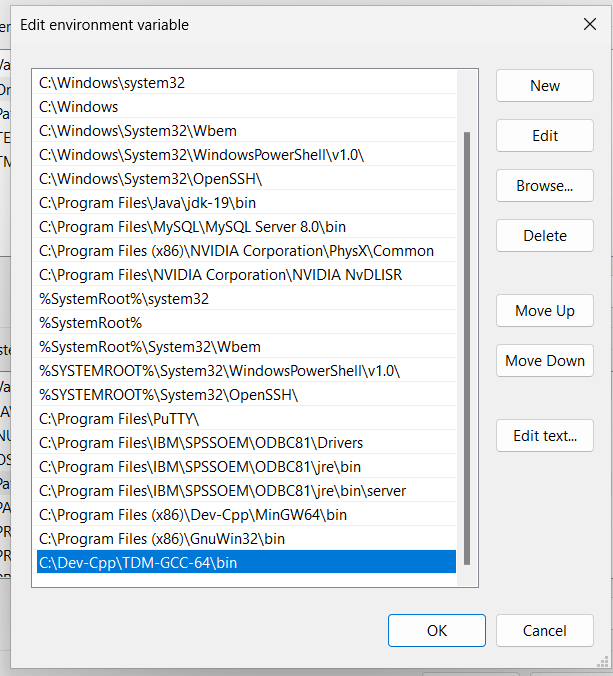 Edit environment variable
C:\Windows\system32
C:\Windows
C:\Windows\System32\Wbem
C:\Windows\System32\WindowsPowerShell\v1.0\
C:\Windows\System32\OpenSSH\
C:\Program Files\Java\jdk-19\bin
C:\Program Files\MySQL\MySQL Server 8.0\bin
C:\Program Files (x86)\NVIDIA Corporation\PhysX\Common
C:\Program Files\NVIDIA Corporation\NVIDIA NvDLISR
%SystemRoot%\system32
%SystemRoot%
%SystemRoot%\System32\Wbem
%SYSTEMROOT%\System32\WindowsPowerShell\v1.0\
%SYSTEMROOT%\System32\OpenSSH\
C:\Program Files\PuTTY\
C:\Program Files\IBM\SPSSOEM\ODBC81\Drivers
C:\Program Files\IBM\SPSSOEM\ODBC81\jre\bin
C:\Program Files\IBM\SPSSOEM\ODBC81\jre\bin\server
C:\Program Files (x86)\Dev-Cpp\MinGW64\bin
C:\Program Files (x86)\GnuWin32\bin
C:\Dev-Cpp\TDM-GCC-64\bin
New
Edit
Browse...
Delete
Move Up
Move Down
Edit text...
OK
Cancel